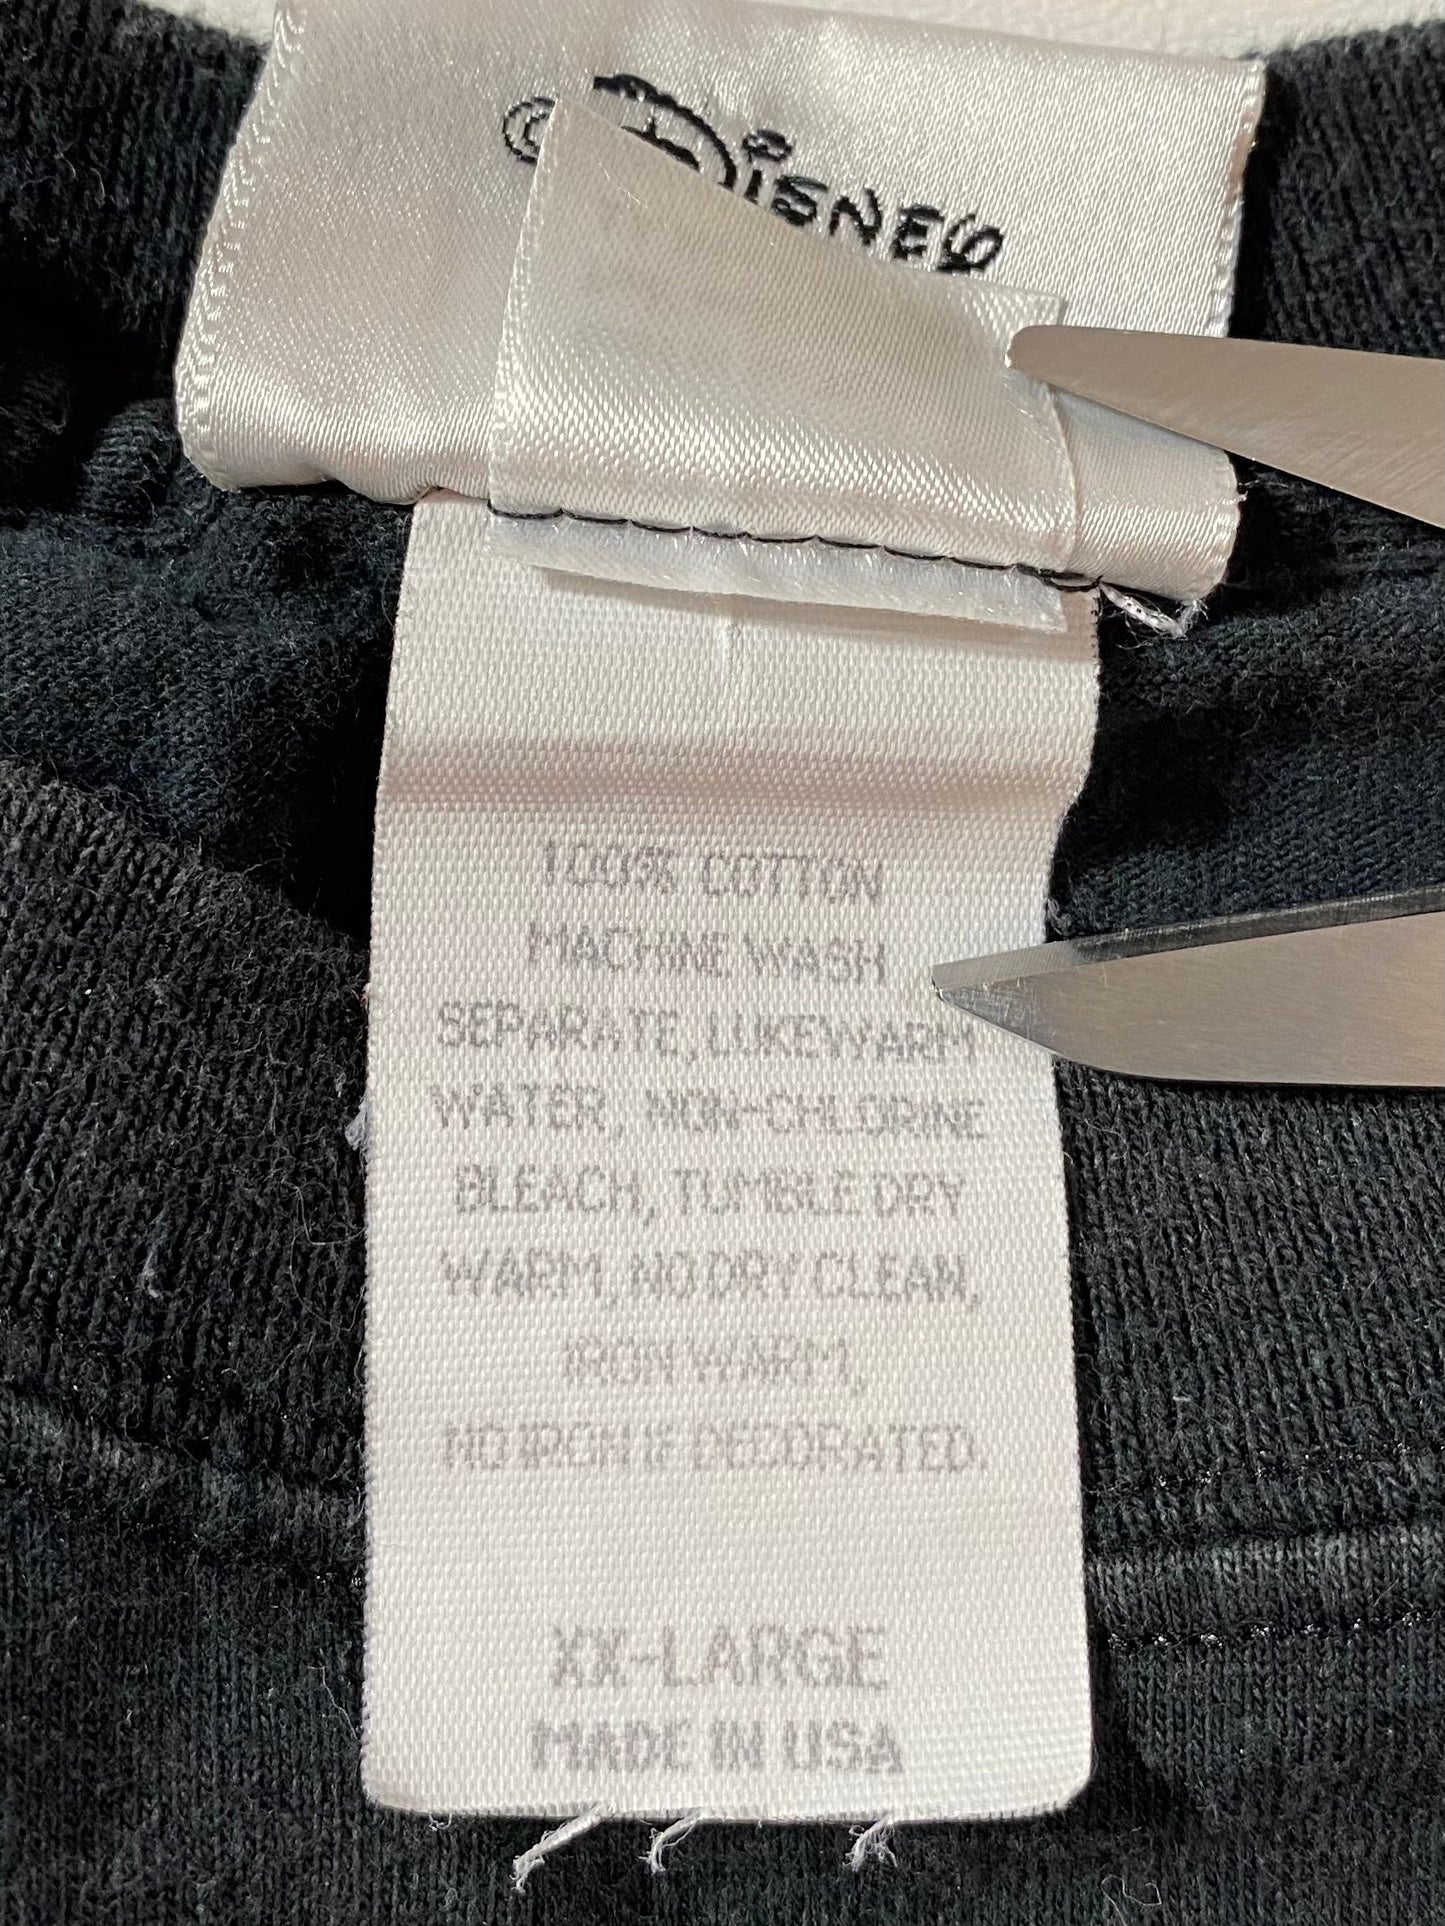 © Disney
100% COTTON
MACHINE WASH
SEPARATE, LUKEWARM
WATER, NON-CHLORINE
BLEACH, TUMBLE DRY
WARM, NO DRY CLEAN,
IRON WARM,
NO IRON IF DECORATED.
XX-LARGE
MADE IN USA